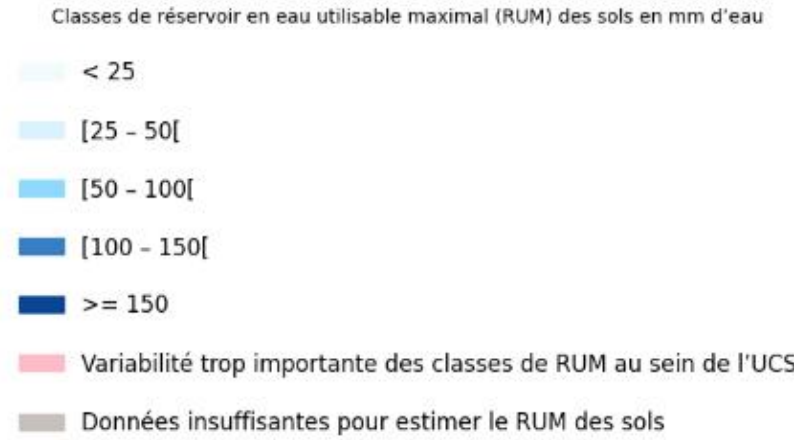 Classes de réservoir en eau utilisable maximal (RUM) des sols en mm d'eau
< 25
[25 – 50[
[50 – 100[
[100 – 150[
>= 150
Variabilité trop importante des classes de RUM au sein de l'UCS
Données insuffisantes pour estimer le RUM des sols